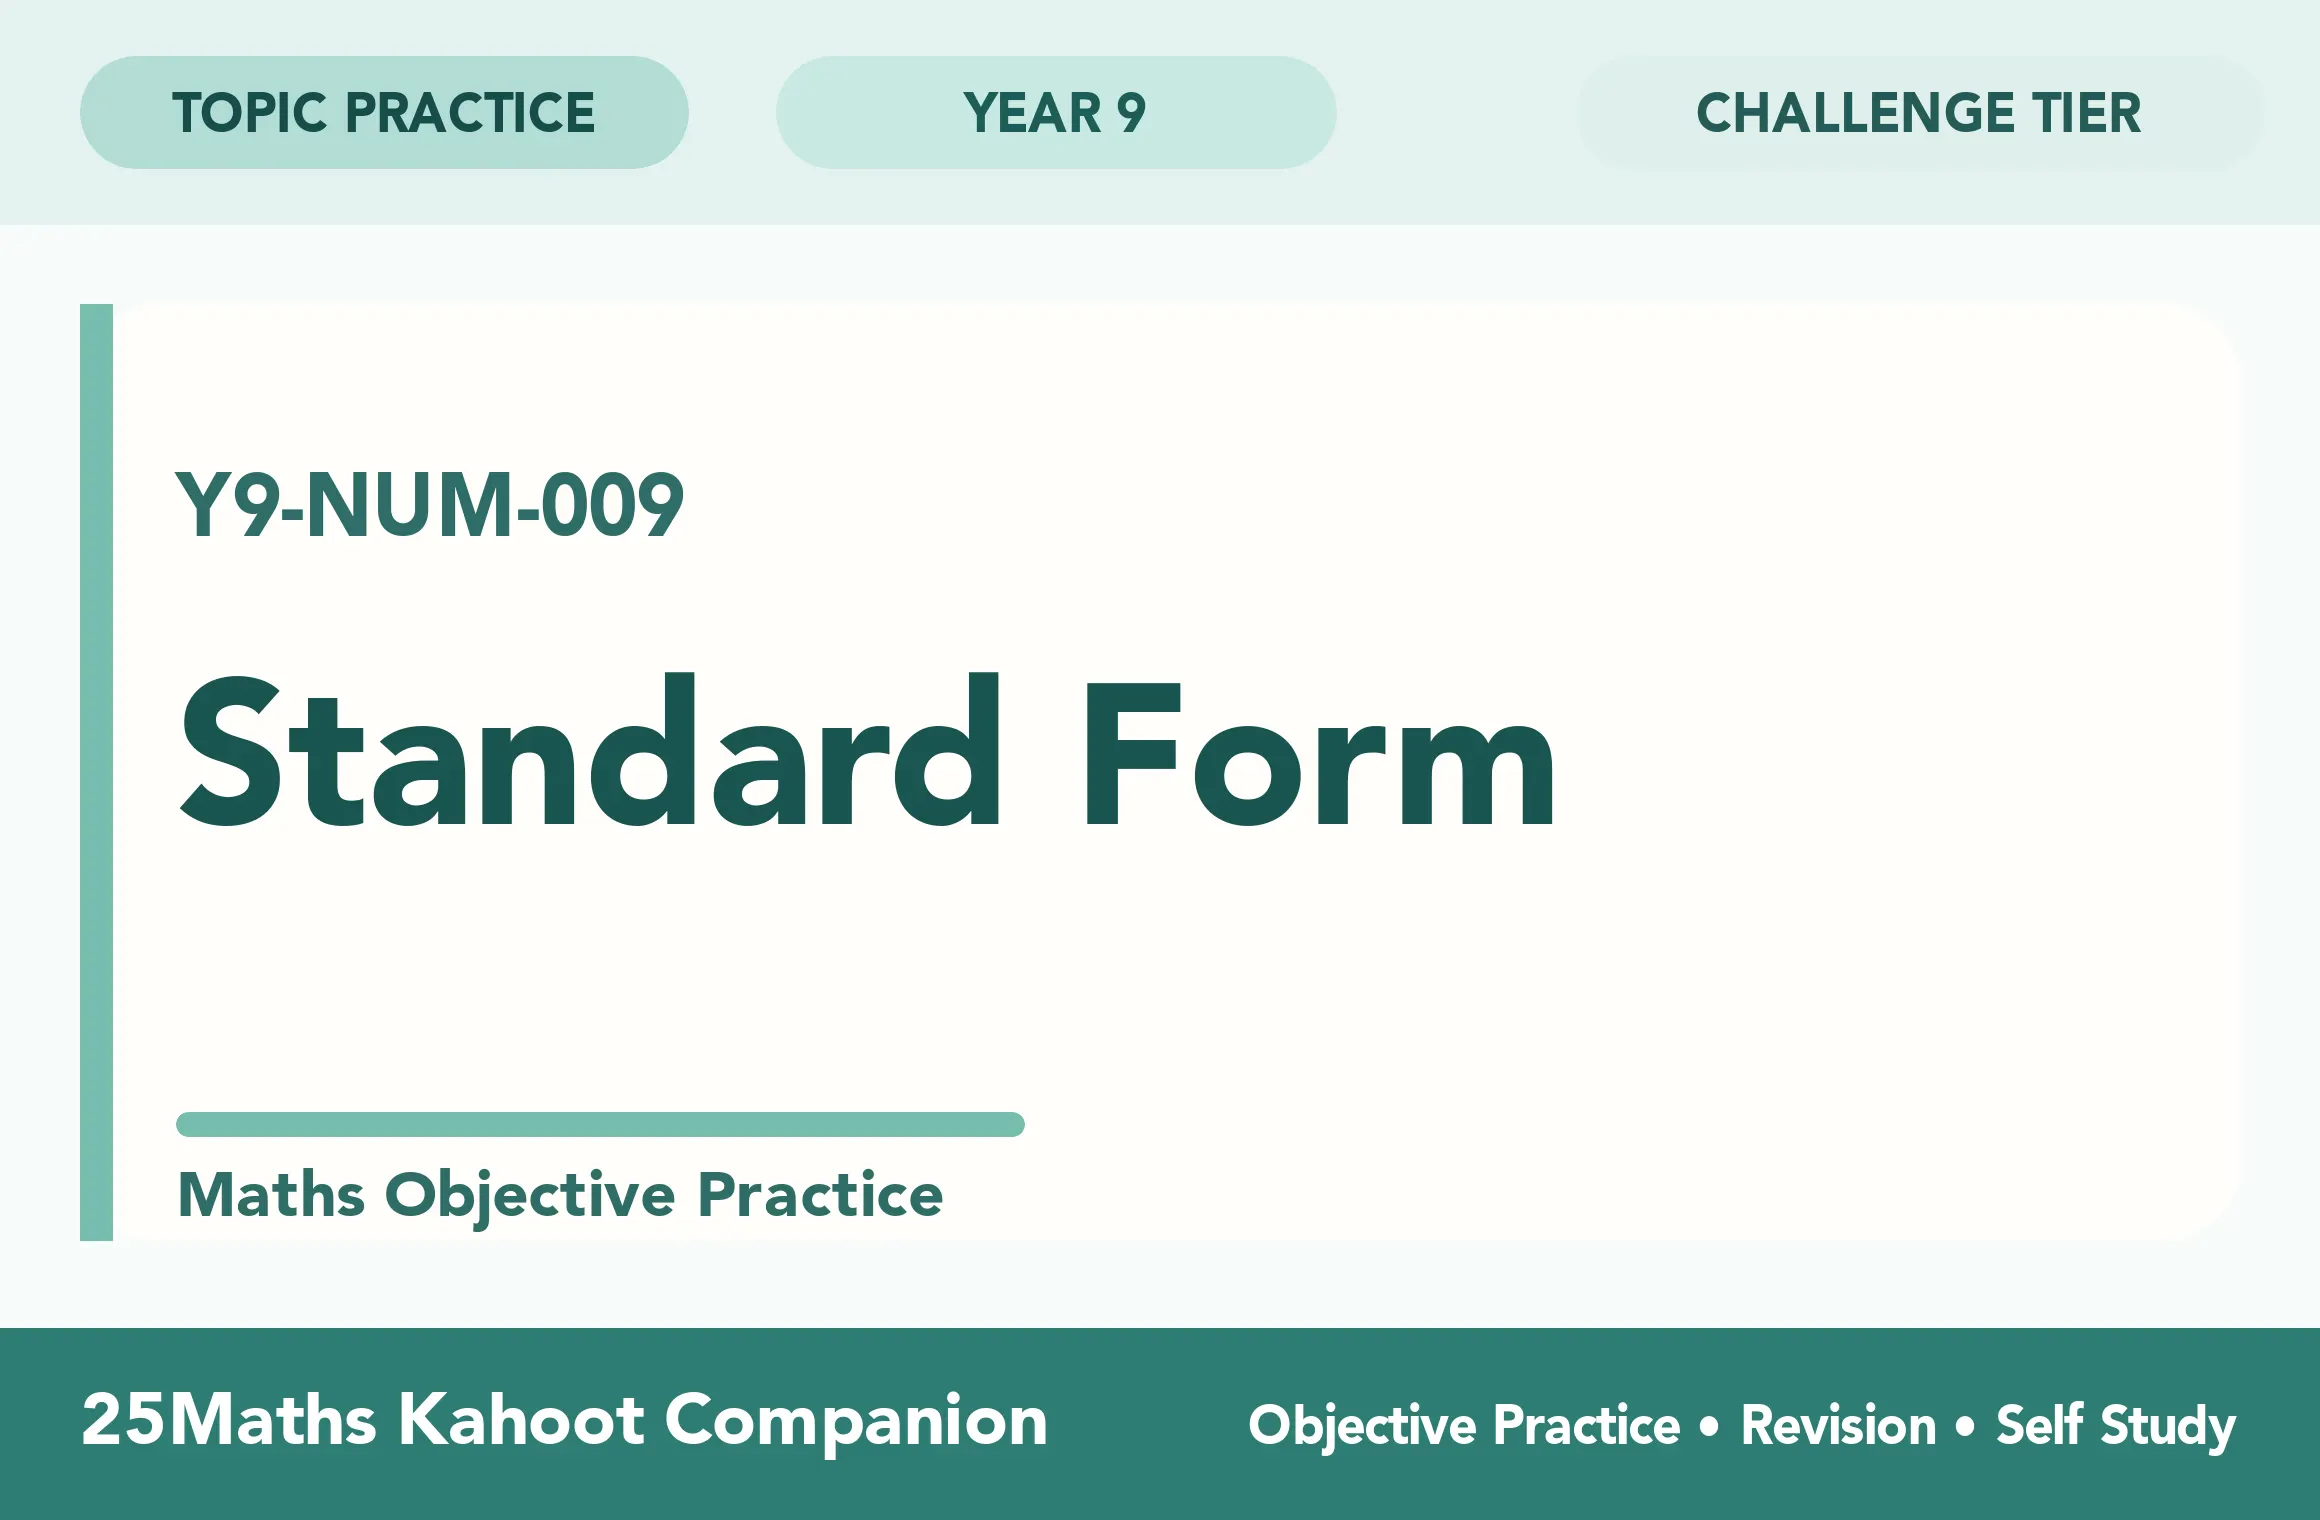 TOPIC PRACTICE
YEAR 9
CHALLENGE TIER
Y9-NUM-009
Standard Form
Maths Objective Practice
25Maths Kahoot Companion
Objective Practice • Revision • Self Study